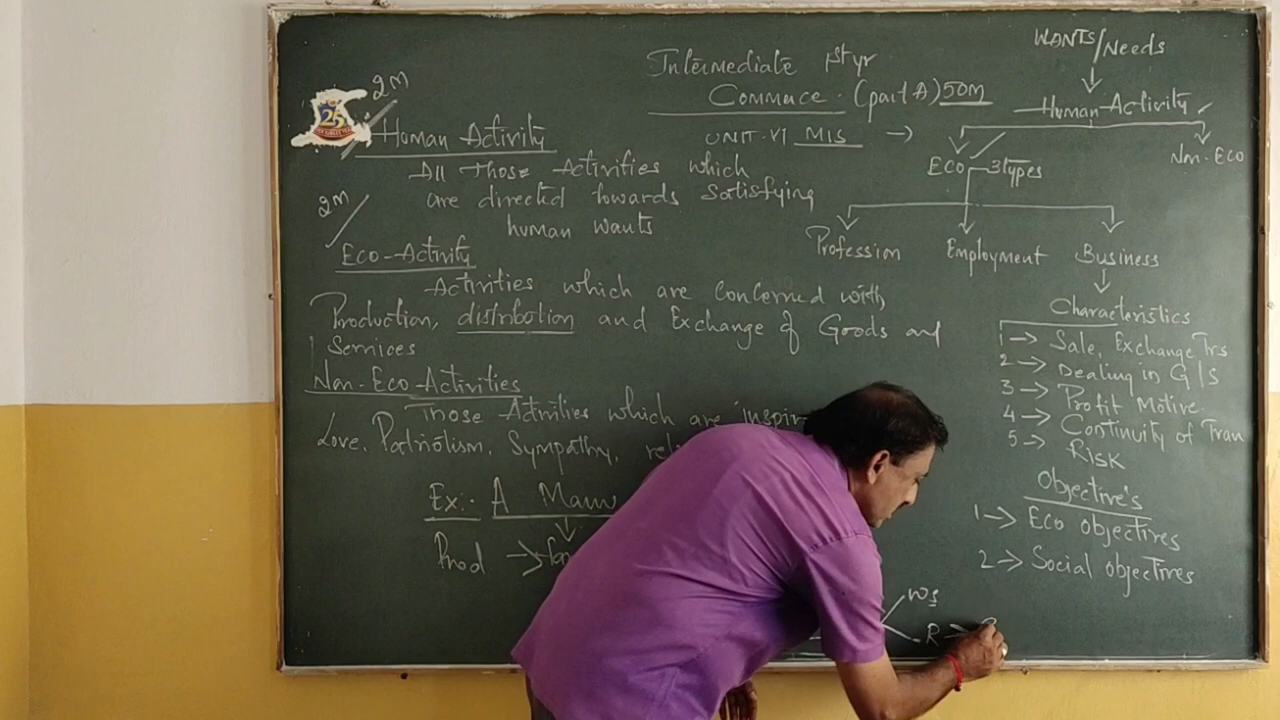 Intermediate 1st yr
Commerce. (part A) 50M
UNIT-VI MIS →
WANTS/Needs
Human Activity
ECO 3 types
Non-ECO
Profession Employment Business
2M
Human Activity
All Those Activities which
are directed towards satisfying
human wants
2M
Eco-Activity
Activities which are concerned with
Production, distribution and Exchange of Goods and
Services
Non-Eco-Activities
Those Activities which are inspir
Love, Patriotism, Sympathy, reli
Ex:- A Manu
Prod →
Characteristics
1 → Sale, Exchange Trs
2 → Dealing in G/S
3 → Profit Motive
4 → Continuity of Tran
5 → Risk
Objective's
1 → Eco objectives
2 → Social objectives
WS
R →
25